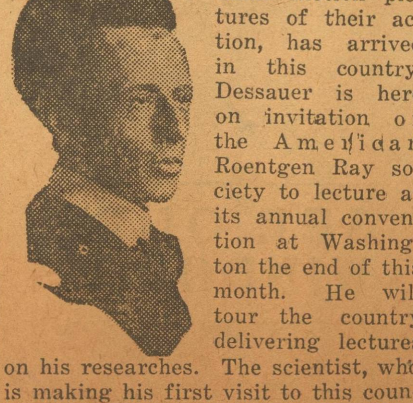 tures of their ac
tion, has arrived
in this country
Dessauer is her
on invitation o
the American
Roentgen Ray so
ciety to lecture a
its annual conven
tion at Washing
ton the end of this
month. He wil
tour the country
delivering lectures
on his researches. The scientist, who
is making his first visit to this coun